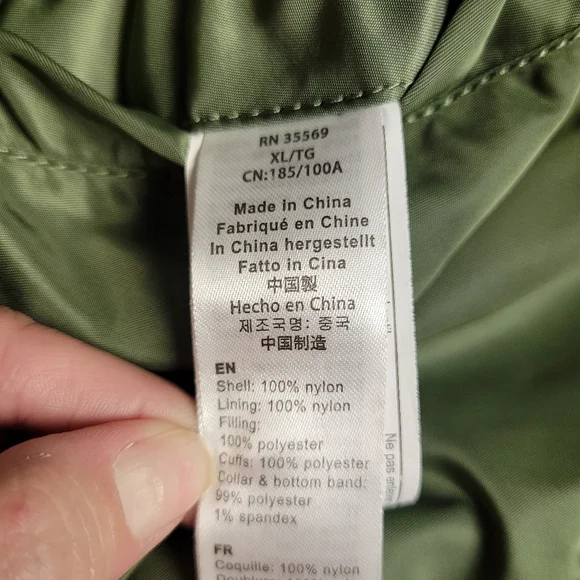 RN 35569
XL/TG
CN:185/100A
Made in China
Fabriqué en Chine
In China hergestellt
Fatto in Cina
中国製
Hecho en China
제조국명: 중국
中国制造
EN
Shell: 100% nylon
Lining: 100% nylon
Filling:
100% polyester
Cuffs: 100% polyester
Collar & bottom band:
99% polyester
1% spandex
FR
Coquille: 100% nylon
Ne pas